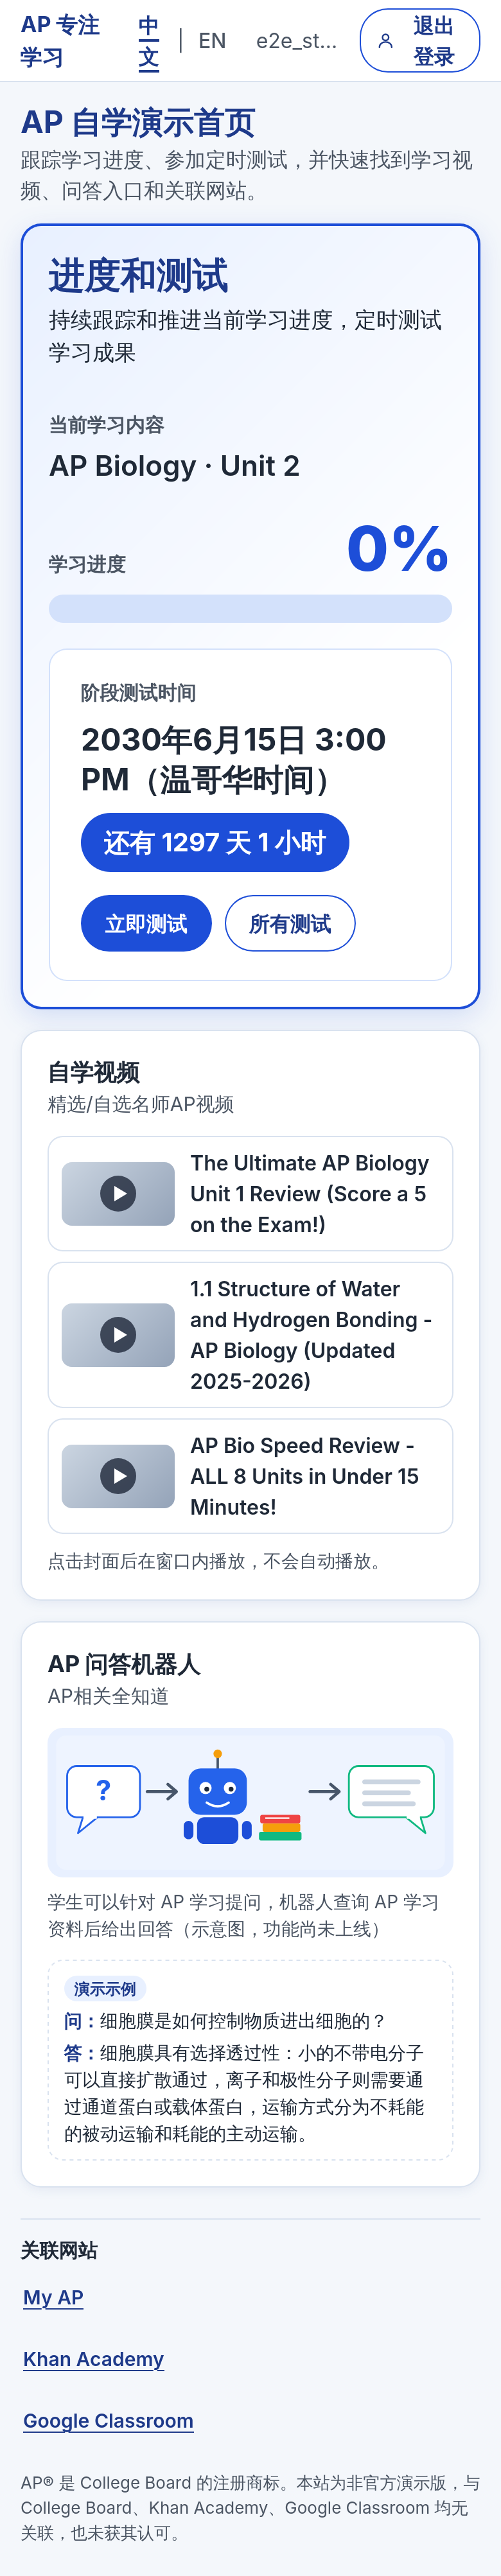 AP 专注
学习
中
文
EN
e2e_st...
退出
登录
AP 自学演示首页
跟踪学习进度、参加定时测试，并快速找到学习视
频、问答入口和关联网站。
进度和测试
持续跟踪和推进当前学习进度，定时测试
学习成果
当前学习内容
AP Biology · Unit 2
学习进度
0%
阶段测试时间
2030年6月15日 3:00
PM（温哥华时间）
还有 1297 天 1 小时
立即测试
所有测试
自学视频
精选/自选名师AP视频
The Ultimate AP Biology
Unit 1 Review (Score a 5
on the Exam!)
1.1 Structure of Water
and Hydrogen Bonding -
AP Biology (Updated
2025-2026)
AP Bio Speed Review -
ALL 8 Units in Under 15
Minutes!
点击封面后在窗口内播放，不会自动播放。
AP 问答机器人
AP相关全知道
?
学生可以针对 AP 学习提问，机器人查询 AP 学习
资料后给出回答（示意图，功能尚未上线）
演示示例
问：细胞膜是如何控制物质进出细胞的？
答：细胞膜具有选择透过性：小的不带电分子
可以直接扩散通过，离子和极性分子则需要通
过通道蛋白或载体蛋白，运输方式分为不耗能
的被动运输和耗能的主动运输。
关联网站
My AP
Khan Academy
Google Classroom
AP® 是 College Board 的注册商标。本站为非官方演示版，与
College Board、Khan Academy、Google Classroom 均无
关联，也未获其认可。